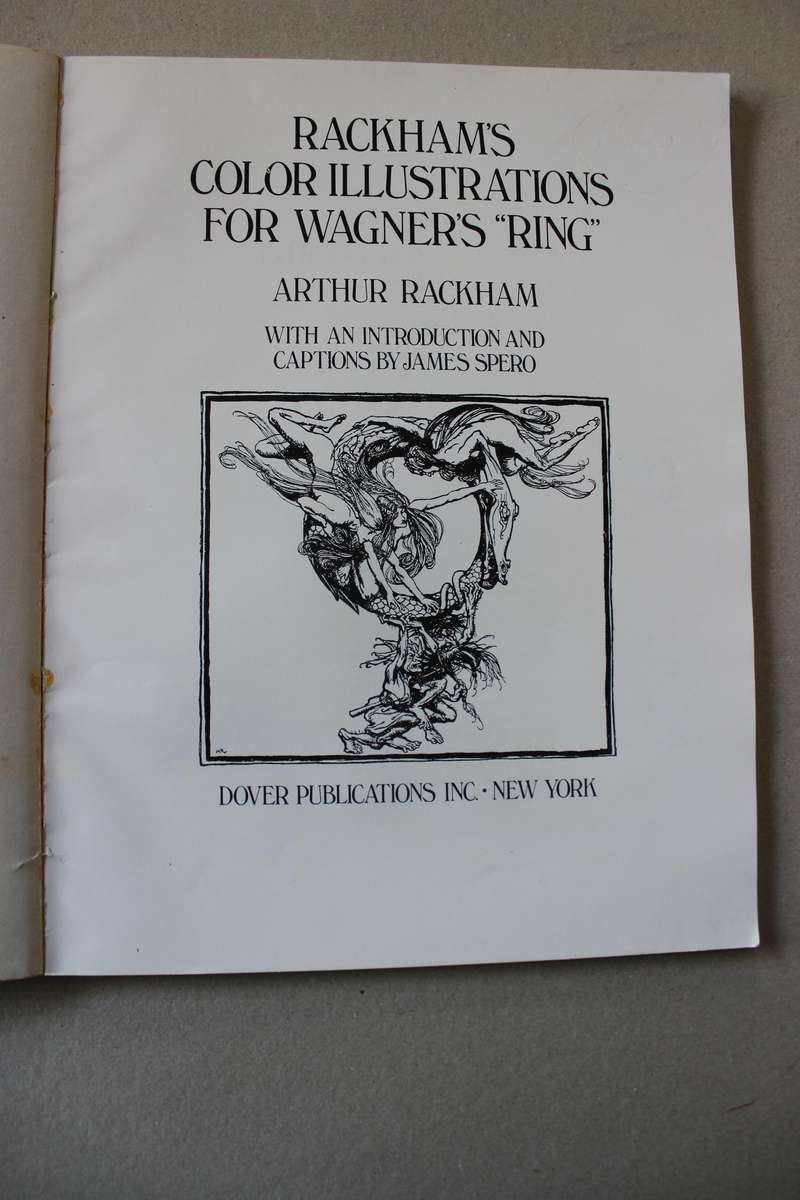 RACKHAM'S
COLOR ILLUSTRATIONS
FOR WAGNER'S “RING”
ARTHUR RACKHAM
WITH AN INTRODUCTION AND
CAPTIONS BY JAMES SPERO
AR
DOVER PUBLICATIONS INC. • NEW YORK